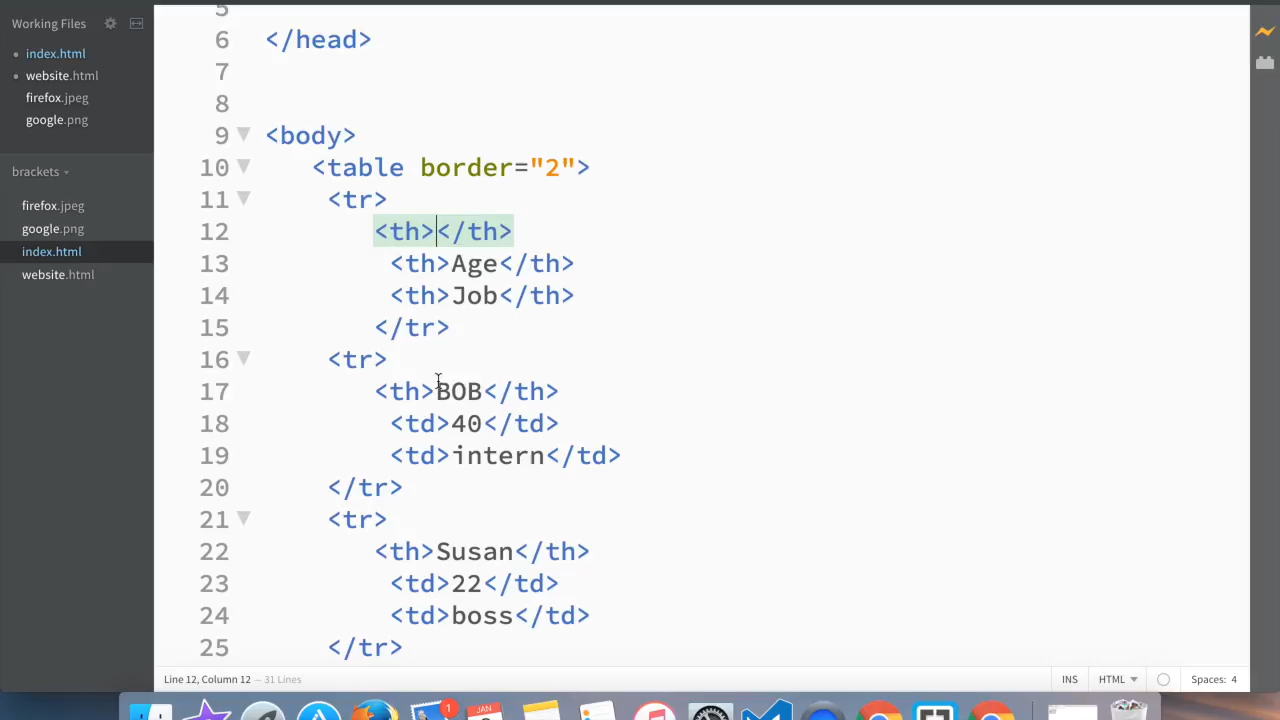 Working Files
index.html
website.html
firefox.jpeg
google.png
brackets
firefox.jpeg
google.png
index.html
website.html
5
6 </head>
7
8
9 <body>
10 <table border="2">
11 <tr>
12 <th></th>
13 <th>Age</th>
14 <th>Job</th>
15 </tr>
16 <tr>
17 <th>BOB</th>
18 <td>40</td>
19 <td>intern</td>
20 </tr>
21 <tr>
22 <th>Susan</th>
23 <td>22</td>
24 <td>boss</td>
25 </tr>
Line 12, Column 12 — 31 Lines
INS HTML Spaces: 4
1
JAN